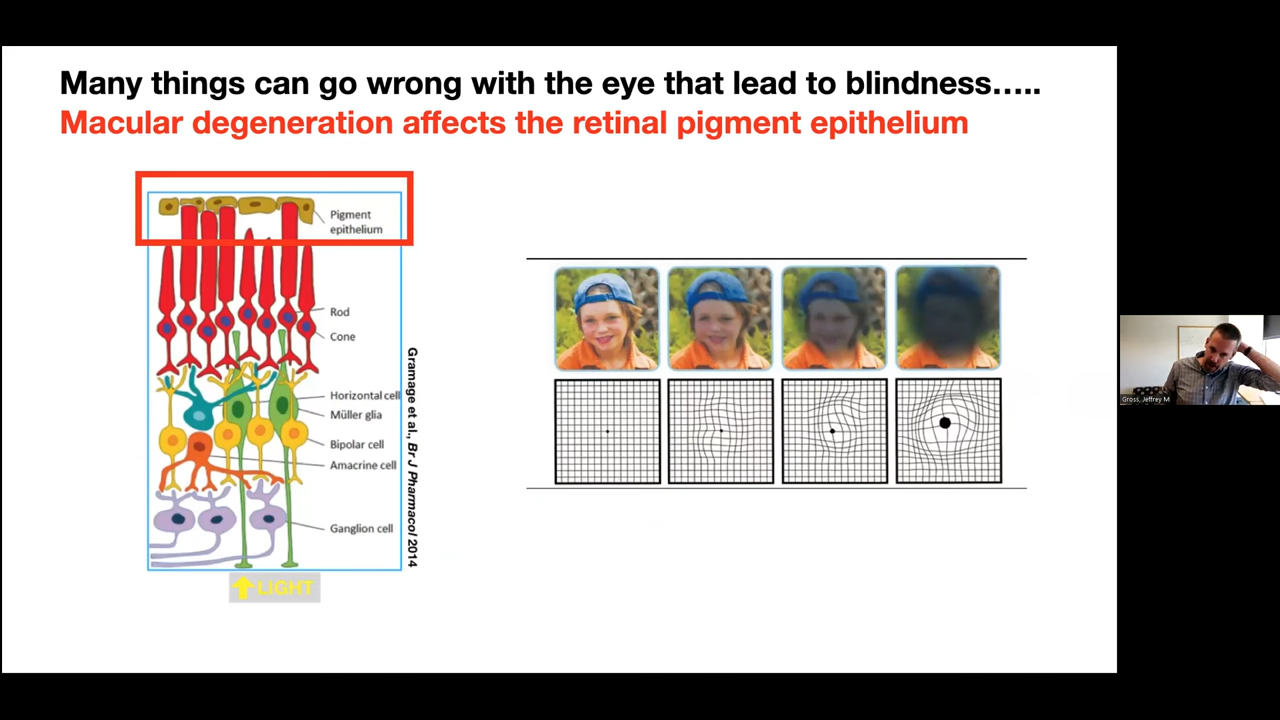 Many things can go wrong with the eye that lead to blindness.....
Macular degeneration affects the retinal pigment epithelium
Pigment
epithelium
Rod
Cone
Horizontal cell
Müller glia
Bipolar cell
Amacrine cell
Ganglion cell
Gramage et al., Br J Pharmacol 2014
LIGHT
Gross, Jeffrey M